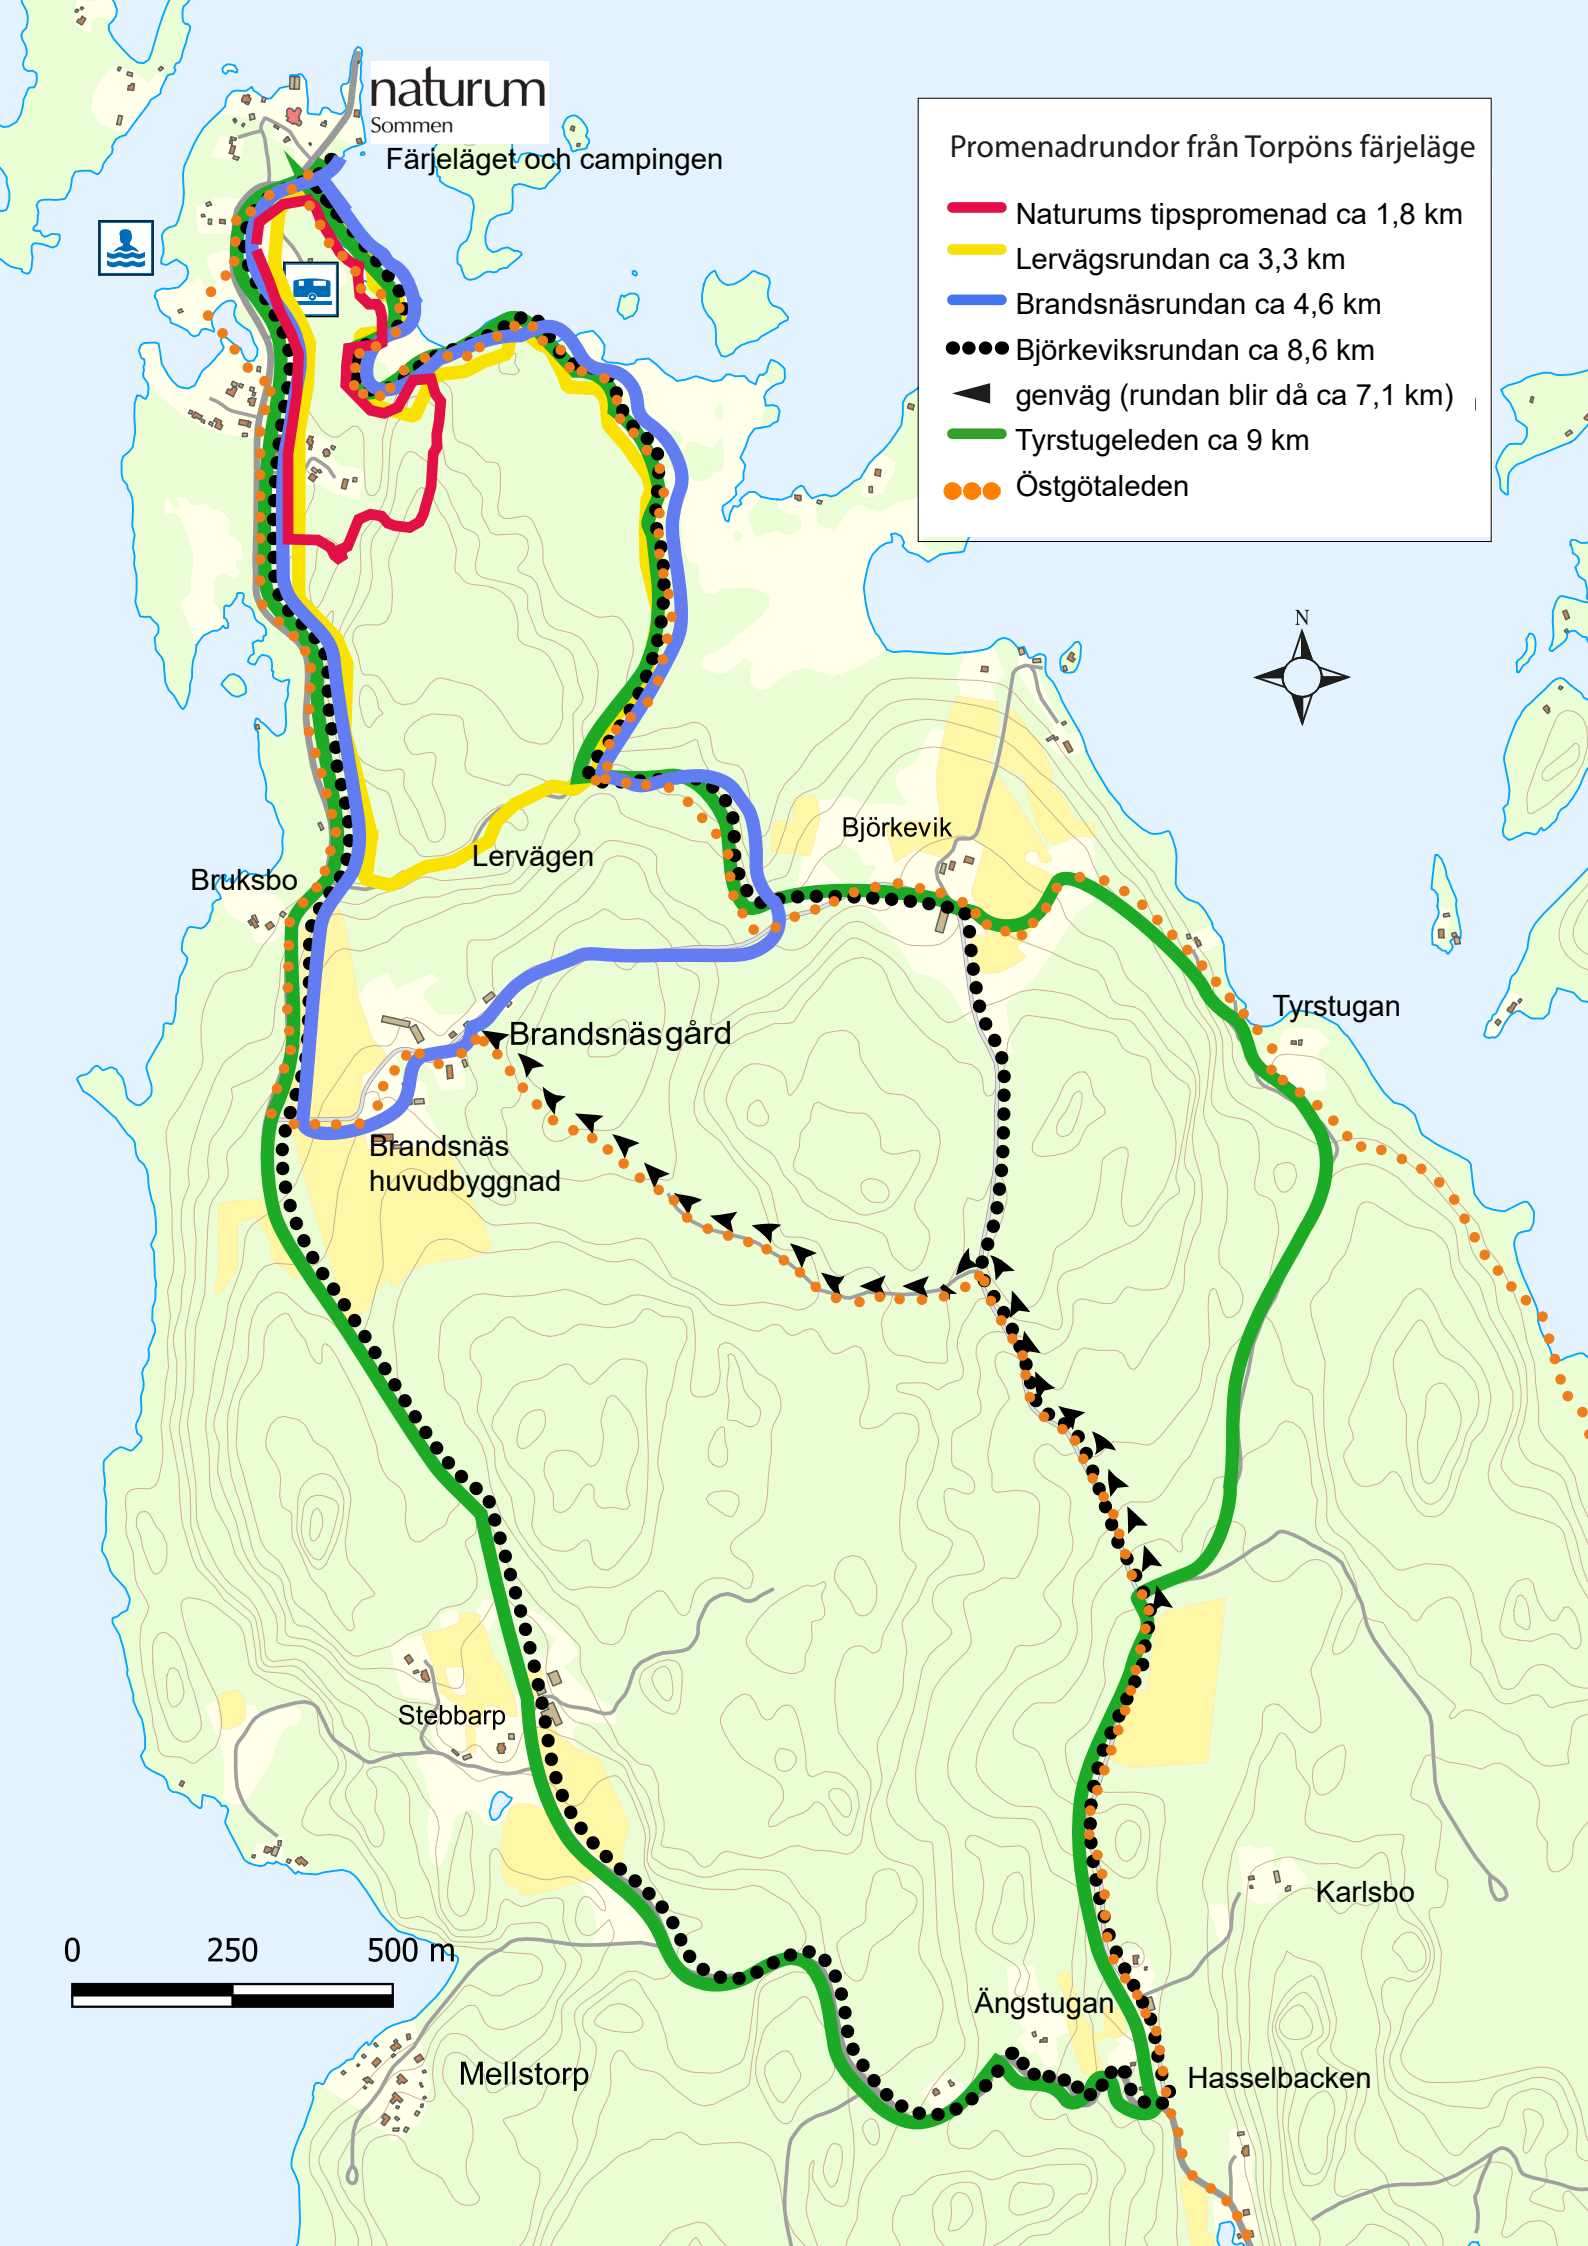 naturum
Sommen
Färjeläget och campingen
Promenadrundor från Torpöns färjeläge
Naturums tipspromenad ca 1,8 km
Lervägsrundan ca 3,3 km
Brandsnäsrundan ca 4,6 km
Björkeviksrundan ca 8,6 km
genväg (rundan blir då ca 7,1 km)
Tyrstugeleden ca 9 km
Östgötaleden
N
Björkevik
Lervägen
Bruksbo
Tyrstugan
Brandsnäs gård
Brandsnäs
huvudbyggnad
Stebbarp
Karlsbo
0 250 500 m
Ängstugan
Mellstorp
Hasselbacken